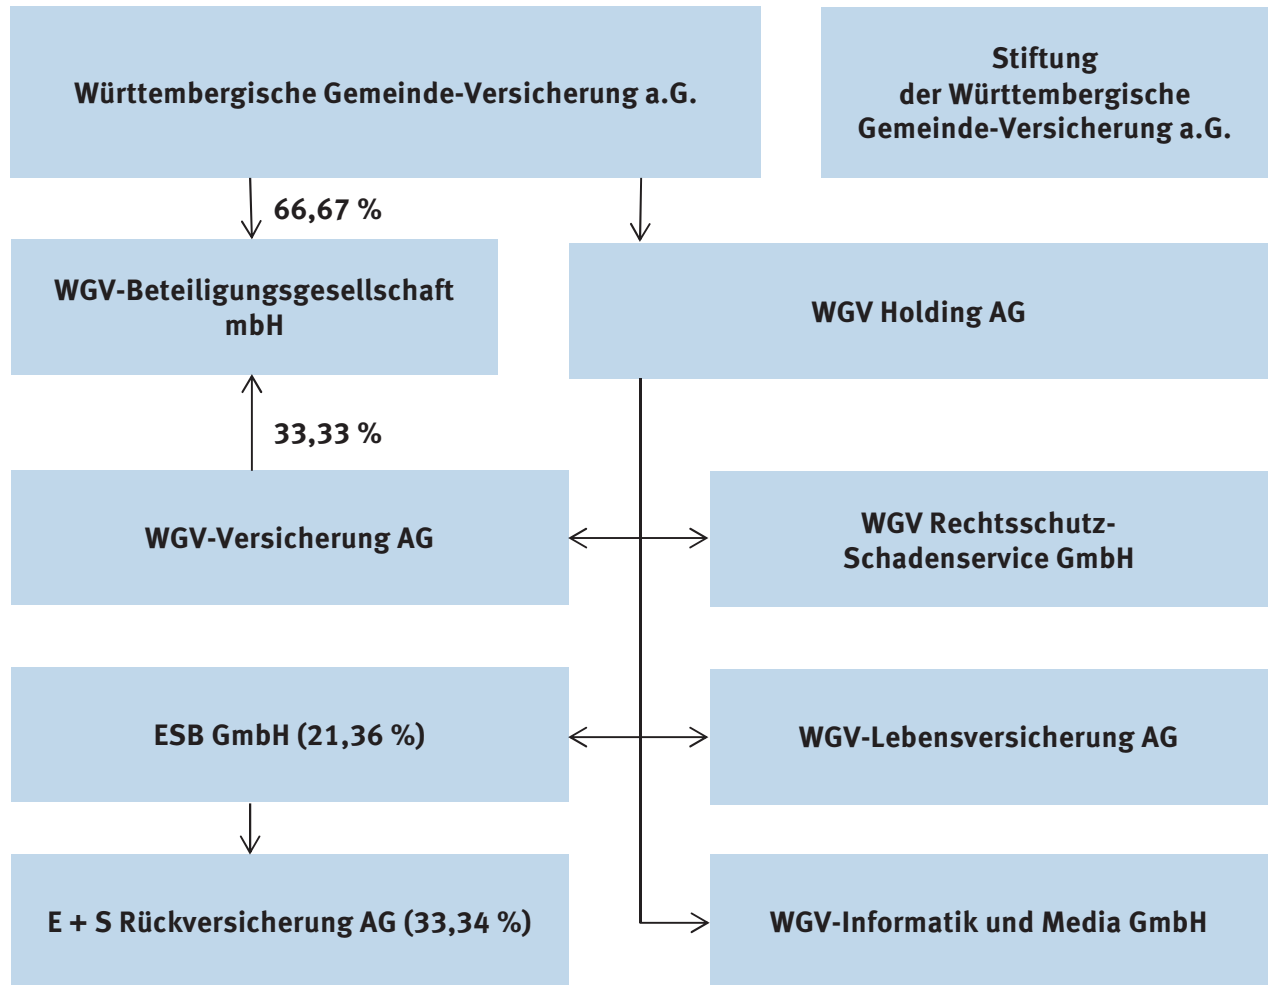 Württembergische Gemeinde-Versicherung a.G.
Stiftung
der Württembergische
Gemeinde-Versicherung a.G.
66,67 %
WGV-Beteiligungsgesellschaft
mbH
WGV Holding AG
33,33 %
WGV-Versicherung AG
WGV Rechtsschutz-
Schadenservice GmbH
ESB GmbH (21,36 %)
WGV-Lebensversicherung AG
E + S Rückversicherung AG (33,34 %)
WGV-Informatik und Media GmbH